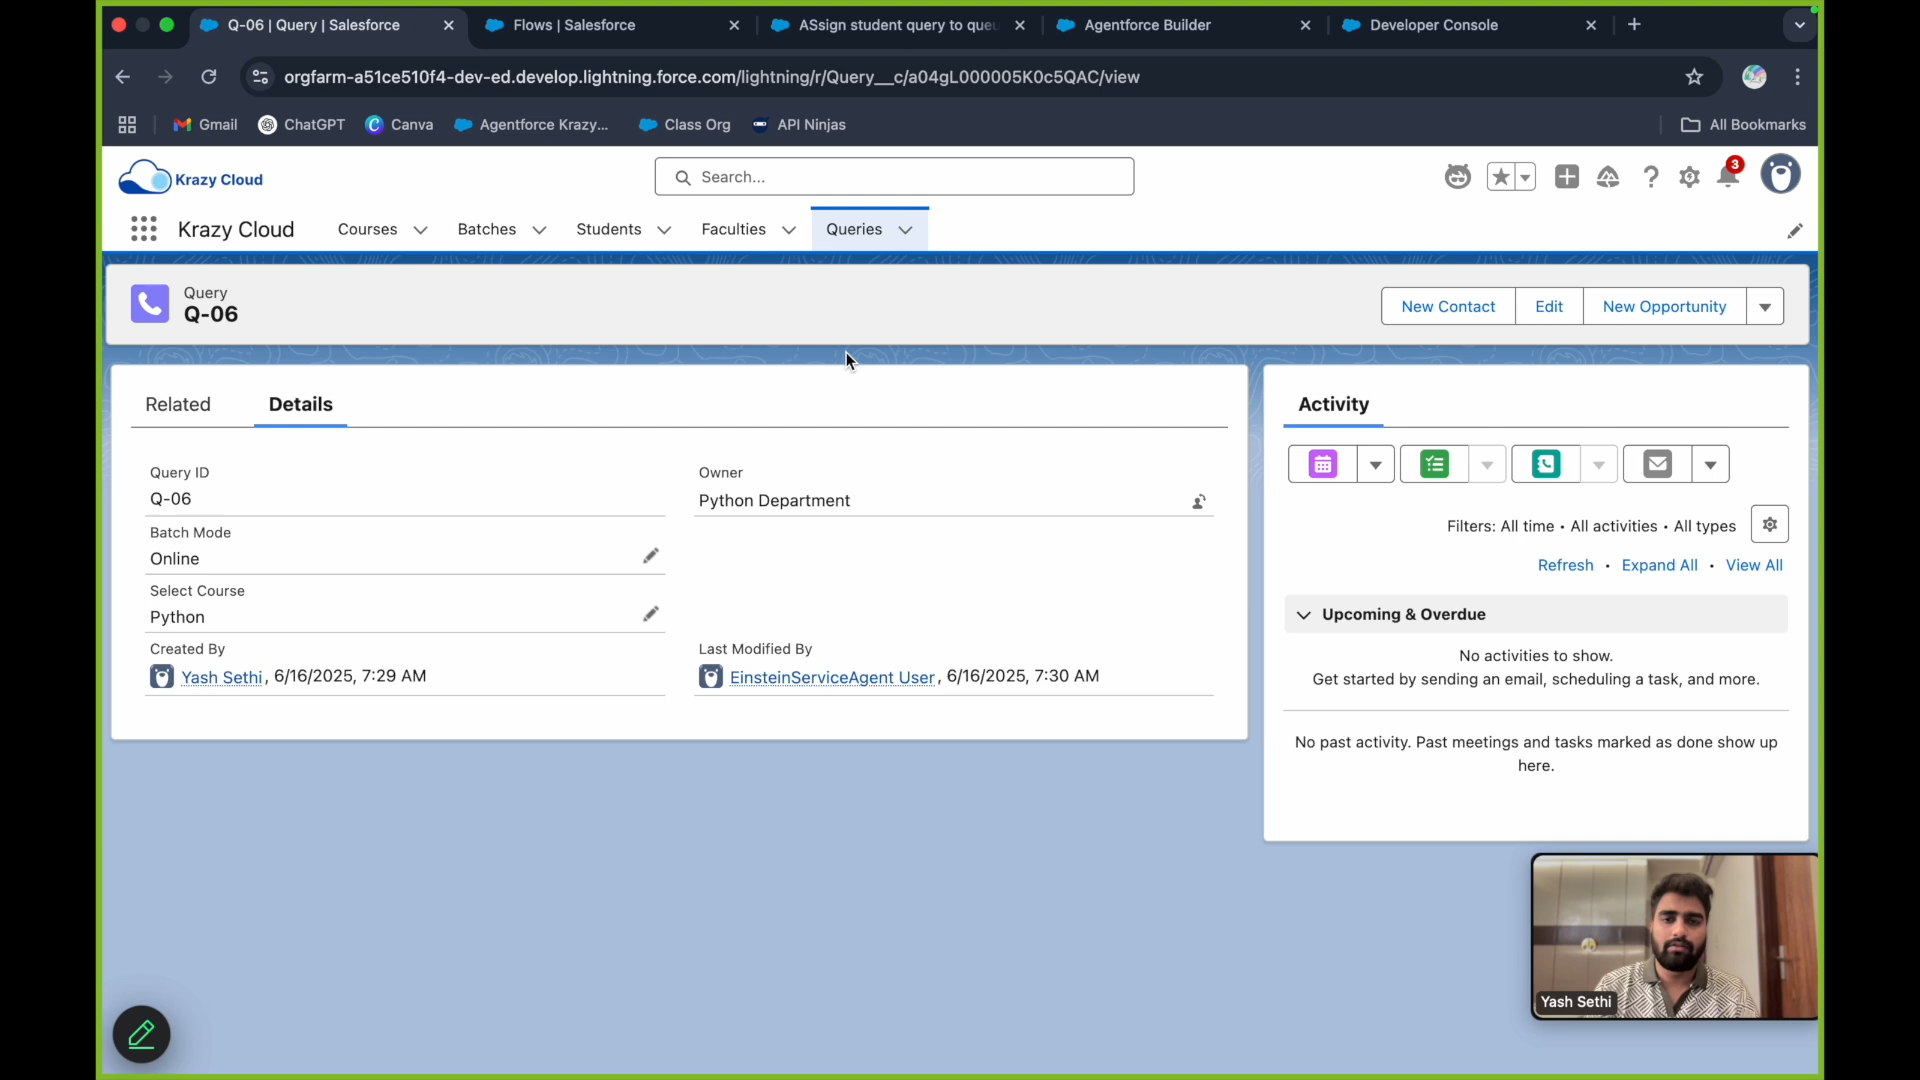 Q-06 | Query | Salesforce
Flows | Salesforce
ASsign student query to que
Agentforce Builder
Developer Console
orgfarm-a51ce510f4-dev-ed.develop.lightning.force.com/lightning/r/Query__c/a04gL000005K0c5QAC/view
Gmail
ChatGPT
Canva
Agentforce Krazy...
Class Org
API Ninjas
All Bookmarks
Krazy Cloud
Search...
3
Krazy Cloud
Courses
Batches
Students
Faculties
Queries
Query
Q-06
New Contact
Edit
New Opportunity
Related
Details
Query ID
Q-06
Owner
Python Department
Batch Mode
Online
Select Course
Python
Created By
Yash Sethi, 6/16/2025, 7:29 AM
Last Modified By
EinsteinServiceAgent User, 6/16/2025, 7:30 AM
Activity
Filters: All time • All activities • All types
Refresh • Expand All • View All
Upcoming & Overdue
No activities to show.
Get started by sending an email, scheduling a task, and more.
No past activity. Past meetings and tasks marked as done show up
here.
Yash Sethi